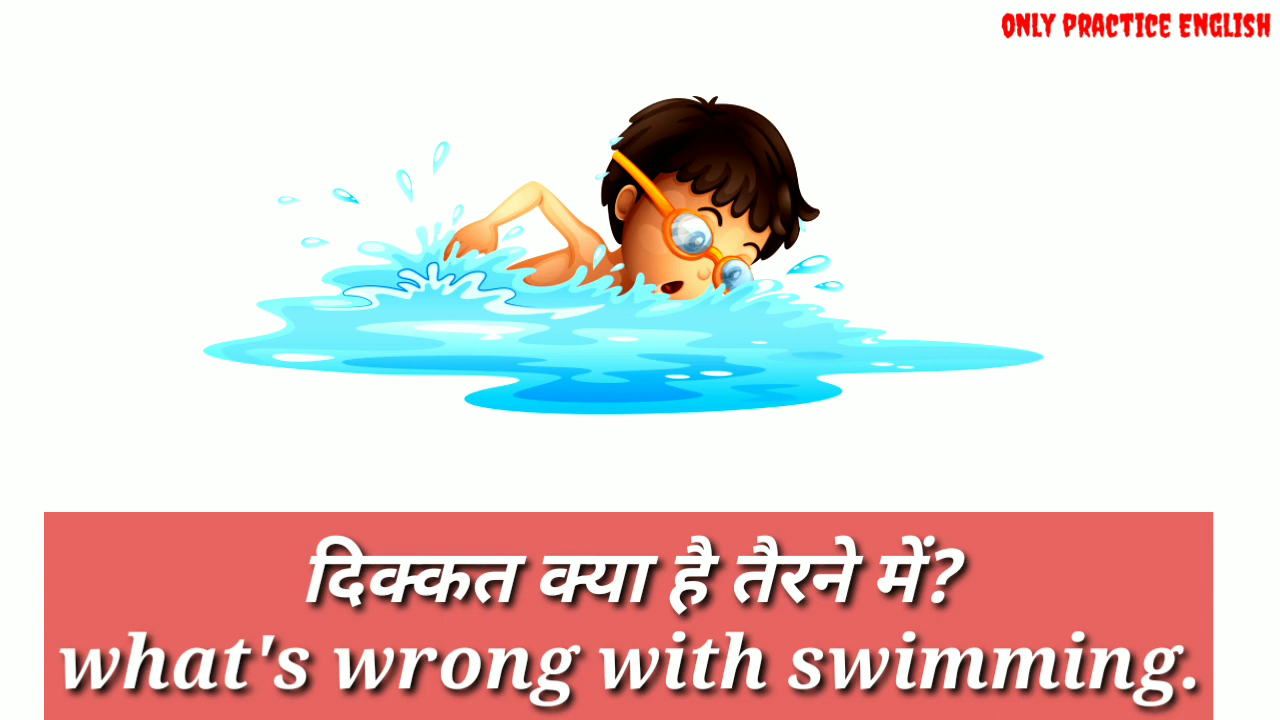 ONLY PRACTICE ENGLISH
दिक्कत क्या है तैरने में?
what's wrong with swimming.